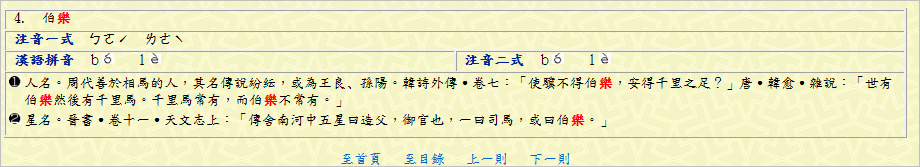 4. 伯樂
注音一式 ㄅㄛˊ ㄌㄜˋ
漢語拼音 bó lè 注音二式 bó lè
❶人名。周代善於相馬的人,其名傳說紛紜,或為王良、孫陽。韓詩外傳‧卷七:「使驥不得伯樂,安得千里之足?」唐‧韓愈‧雜說:「世有
伯樂然後有千里馬。千里馬常有,而伯樂不常有。」
❷星名。晉書‧卷十一‧天文志上:「傳舍南河中五星曰造父,御官也,一曰司馬,或曰伯樂。」
至首頁 至目錄 上一則 下一則